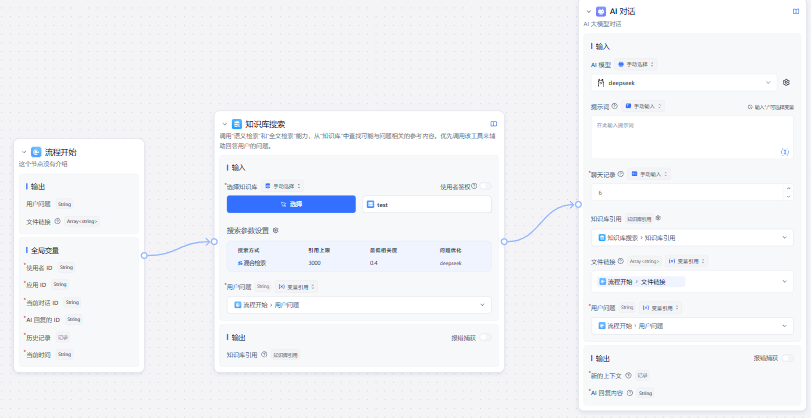 流程开始
这个节点没有介绍
输出
用户问题 String
文件链接 Array<string>
全局变量
*使用者 ID String
*应用 ID String
*当前对话 ID String
*AI 回复的 ID String
*历史记录 记录
*当前时间 String
知识库搜索
调用“语义检索”和“全文检索”能力，从“知识库”中查找可能与问题相关的参考内容，优先调用该工具来辅
助回答用户的问题。
输入
*选择知识库 手动选择 使用者鉴权
选择 text
搜索参数设置
搜索方式 引用上限 最低相关度 问题优化
混合检索 3000 0.4 deepseek
*用户问题 String 变量引用
流程开始 › 用户问题
输出 报错捕获
知识库引用 知识库引用
AI 对话
AI 大模型对话
输入
AI 模型 手动选择
deepseek
提示词 手动输入 输入"/"可选择变量
在此输入提示词
*聊天记录 手动输入
6
知识库引用 知识库引用
知识库搜索 › 知识库引用
文件链接 Array<string> 变量引用
流程开始 › 文件链接
*用户问题 String 变量引用
流程开始 › 用户问题
输出 报错捕获
*新的上下文 记录
*AI 回复内容 String